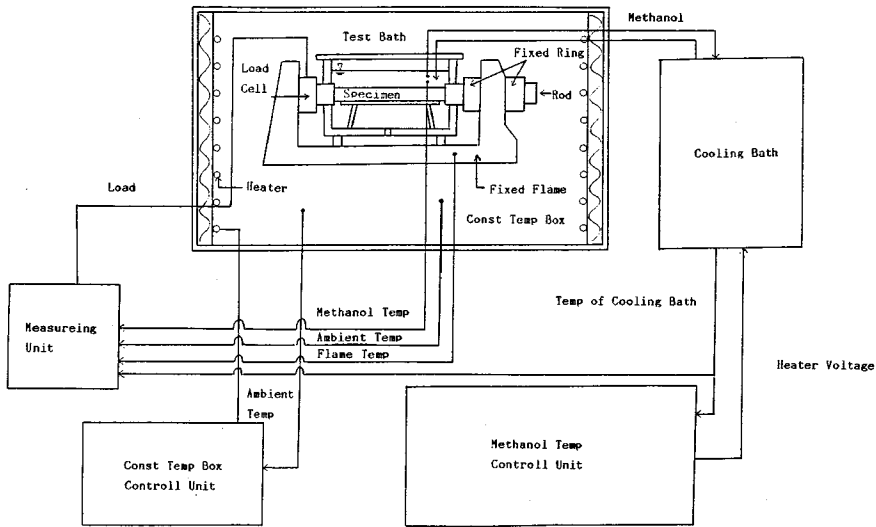 Methanol
Test Bath
Fixed Ring
Load
Cell
Specimen
Rod
Cooling Bath
Heater
Fixed Flame
Load
Const Temp Box
Temp of Cooling Bath
Methanol Temp
Measureing
Unit
Ambient Temp
Flame Temp
Heater Voltage
Ambient
Temp
Methanol Temp
Controll Unit
Const Temp Box
Controll Unit